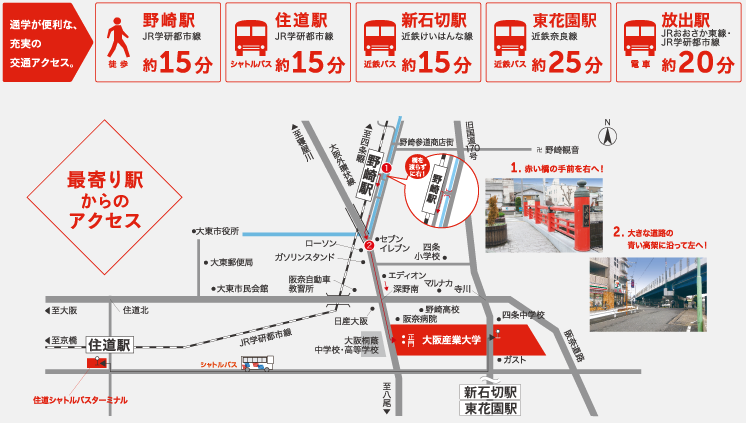 通学が便利な、
充実の
交通アクセス。
野崎駅
JR学研都市線
徒歩
約15分
住道駅
JR学研都市線
シャトルバス
約15分
新石切駅
近鉄けいはんな線
近鉄バス
約15分
東花園駅
近鉄奈良線
近鉄バス
約25分
放出駅
JRおおさか東線・
JR学研都市線
電車
約20分
最寄り駅
からの
アクセス
至寝屋川
大阪外環状線
至四条畷
野崎駅
野崎参道商店街
旧国道170号
卍 野崎観音
N
橋を
渡らず
に右!
野崎駅
1
1. 赤い橋の手前を右へ!
2. 大きな道路の
青い高架に沿って左へ!
大東市役所
ローソン
ガソリンスタンド
2
セブン
イレブン
四条
小学校
大東郵便局
大東市民会館
阪奈自動車
教習所
エディオン
深野南
マルナカ
寺川
至大阪
住道北
日産大阪
野崎高校
阪奈病院
四条中学校
至京橋
住道駅
JR学研都市線
大阪桐蔭
中学校・高等学校
正門
大阪産業大学
ガスト
阪奈道路
シャトルバス
住道シャトルバスターミナル
至八尾
新石切駅
東花園駅